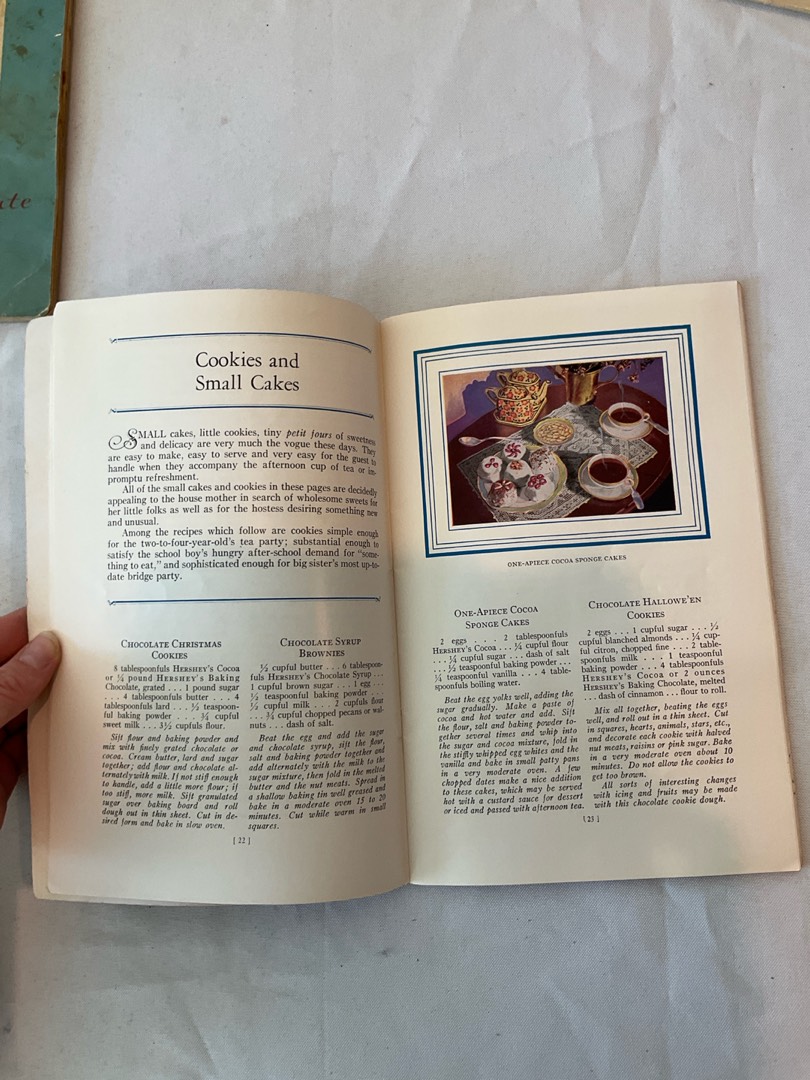 ate
Cookies and
Small Cakes
SMALL cakes, little cookies, tiny petit fours of sweetness
and delicacy are very much the vogue these days. They
are easy to make, easy to serve and very easy for the guest to
handle when they accompany the afternoon cup of tea or im-
promptu refreshment.
All of the small cakes and cookies in these pages are decidedly
appealing to the house mother in search of wholesome sweets for
her little folks as well as for the hostess desiring something new
and unusual.
Among the recipes which follow are cookies simple enough
for the two-to-four-year-old's tea party; substantial enough to
satisfy the school boy's hungry after-school demand for "some-
thing to eat," and sophisticated enough for big sister's most up-to-
date bridge party.
CHOCOLATE CHRISTMAS
COOKIES
8 tablespoonfuls HERSHEY'S Cocoa
or ¼ pound HERSHEY'S Baking
Chocolate, grated . . . 1 pound sugar
. . . 4 tablespoonfuls butter . . . 4
tablespoonfuls lard . . . ½ teaspoon-
ful baking powder . . . ¾ cupful
sweet milk . . . 3½ cupfuls flour.
Sift flour and baking powder and
mix with finely grated chocolate or
cocoa. Cream butter, lard and sugar
together; add flour and chocolate al-
ternately with milk. If not stiff enough
to handle, add a little more flour; if
too stiff, more milk. Sift granulated
sugar over baking board and roll
dough out in thin sheet. Cut in de-
sired form and bake in slow oven.
CHOCOLATE SYRUP
BROWNIES
½ cupful butter . . . 6 tablespoon-
fuls HERSHEY'S Chocolate Syrup . . .
1 cupful brown sugar . . . 1 egg . . .
½ teaspoonful baking powder . . .
½ cupful milk . . . 2 cupfuls flour
. . . ¾ cupful chopped pecans or wal-
nuts . . . dash of salt.
Beat the egg and add the sugar
and chocolate syrup, sift the flour,
salt and baking powder together and
add alternately with the milk to the
sugar mixture, then fold in the melted
butter and the nut meats. Spread in
a shallow baking tin well greased and
bake in a moderate oven 15 to 20
minutes. Cut while warm in small
squares.
[ 22 ]
ONE-APIECE COCOA SPONGE CAKES
ONE-APIECE COCOA
SPONGE CAKES
2 eggs . . . . 2 tablespoonfuls
HERSHEY'S Cocoa . . . ¼ cupful flour
. . . ¼ cupful sugar . . . dash of salt
. . . ½ teaspoonful baking powder . . .
¼ teaspoonful vanilla . . . 4 table-
spoonfuls boiling water.
Beat the egg yolks well, adding the
sugar gradually. Make a paste of
cocoa and hot water and add. Sift
the flour, salt and baking powder to-
gether several times and whip into
the sugar and cocoa mixture, fold in
the stiffly whipped egg whites and the
vanilla and bake in small patty pans
in a very moderate oven. A few
chopped dates make a nice addition
to these cakes, which may be served
hot with a custard sauce for dessert
or iced and passed with afternoon tea.
CHOCOLATE HALLOWE'EN
COOKIES
2 eggs . . . 1 cupful sugar . . . ½
cupful blanched almonds . . . ¼ cup-
ful citron, chopped fine . . . 2 table-
spoonfuls milk . . . 1 teaspoonful
baking powder . . . 4 tablespoonfuls
HERSHEY'S Cocoa or 2 ounces
HERSHEY'S Baking Chocolate, melted
. . . dash of cinnamon . . . flour to roll.
Mix all together, beating the eggs
well, and roll out in a thin sheet. Cut
in squares, hearts, animals, stars, etc.,
and decorate each cookie with halved
nut meats, raisins or pink sugar. Bake
in a very moderate oven about 10
minutes. Do not allow the cookies to
get too brown.
All sorts of interesting changes
with icing and fruits may be made
with this chocolate cookie dough.
[ 23 ]